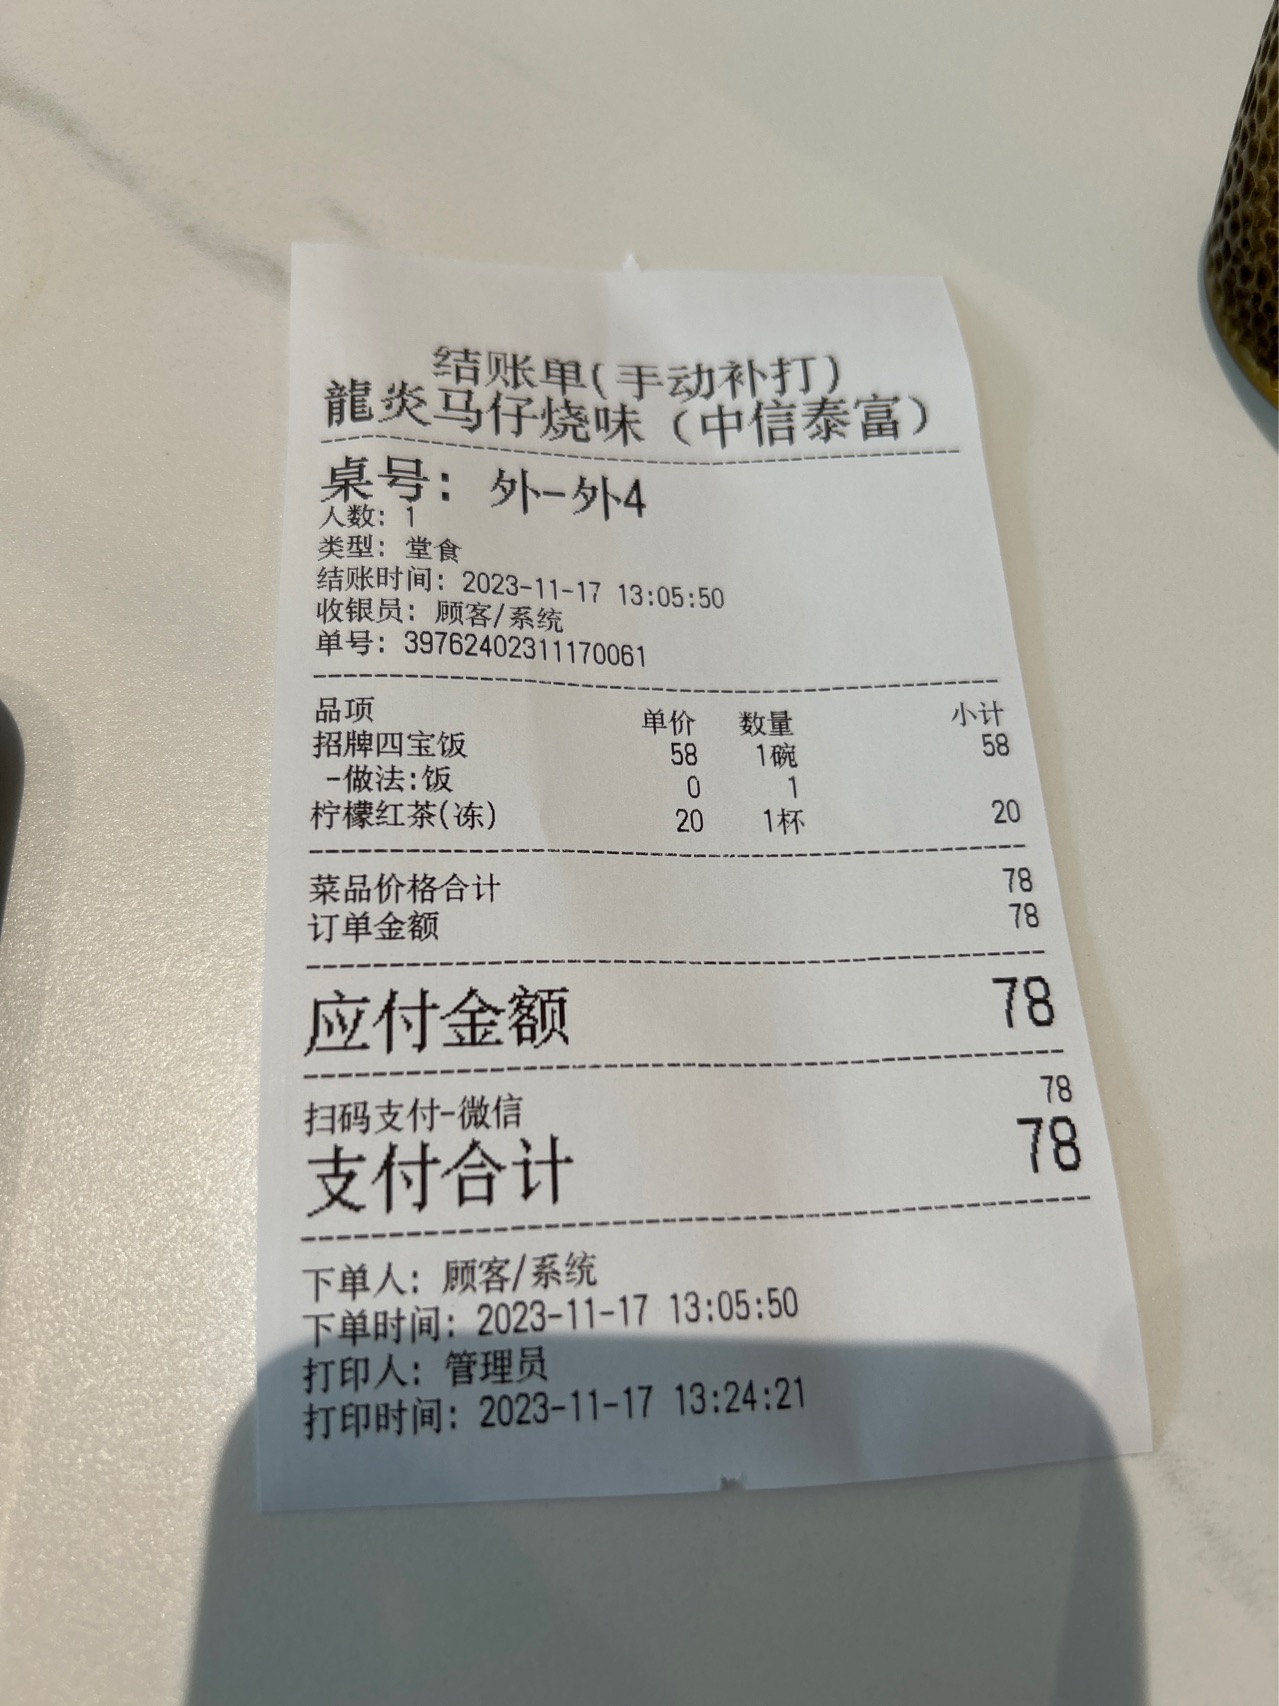 结账单(手动补打)
龍炎马仔烧味（中信泰富）
桌号：外-外4
人数：1
类型：堂食
结账时间：2023-11-17 13:05:50
收银员：顾客/系统
单号：39762402311170061
品项 单价 数量 小计
招牌四宝饭 58 1碗 58
-做法:饭 0 1
柠檬红茶(冻) 20 1杯 20
菜品价格合计 78
订单金额 78
应付金额 78
扫码支付-微信 78
支付合计 78
下单人：顾客/系统
下单时间：2023-11-17 13:05:50
打印人：管理员
打印时间：2023-11-17 13:24:21